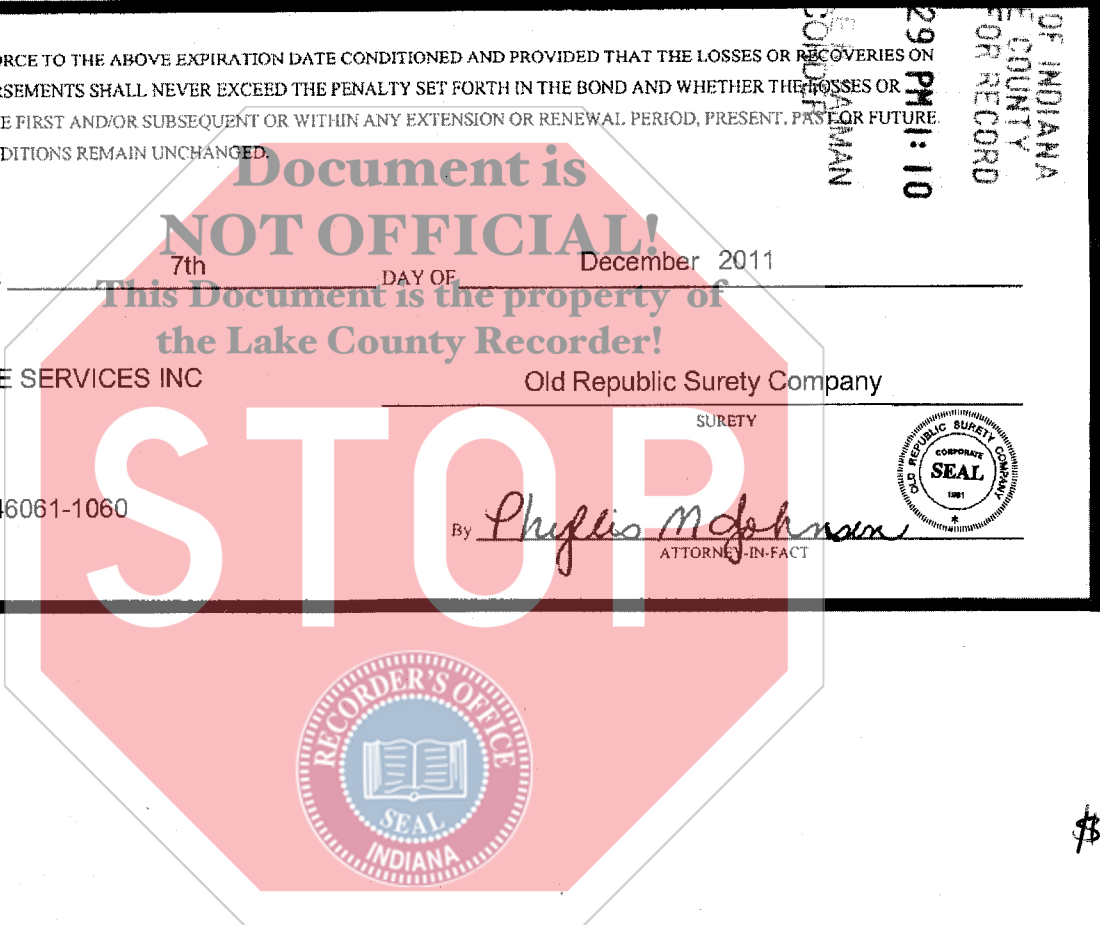 ORCE TO THE ABOVE EXPIRATION DATE CONDITIONED AND PROVIDED THAT THE LOSSES OR RECOVERIES ON
RSEMENTS SHALL NEVER EXCEED THE PENALTY SET FORTH IN THE BOND AND WHETHER THE LOSSES OR
E FIRST AND/OR SUBSEQUENT OR WITHIN ANY EXTENSION OR RENEWAL PERIOD, PRESENT, PAST OR FUTURE.
DITIONS REMAIN UNCHANGED.
OF INDIANA
E COUNTY
FOR RECORD
29 PM 1:10
MAN
CORDER
Document is
NOT OFFICIAL!
7th DAY OF December 2011
This Document is the property of
the Lake County Recorder!
E SERVICES INC
Old Republic Surety Company
SURETY
OLD REPUBLIC SURETY COMPANY
CORPORATE
SEAL
1981
*
STOP
46061-1060
By Phyllis M Johnson
ATTORNEY-IN-FACT
RECORDER'S OFFICE
SEAL
INDIANA
$